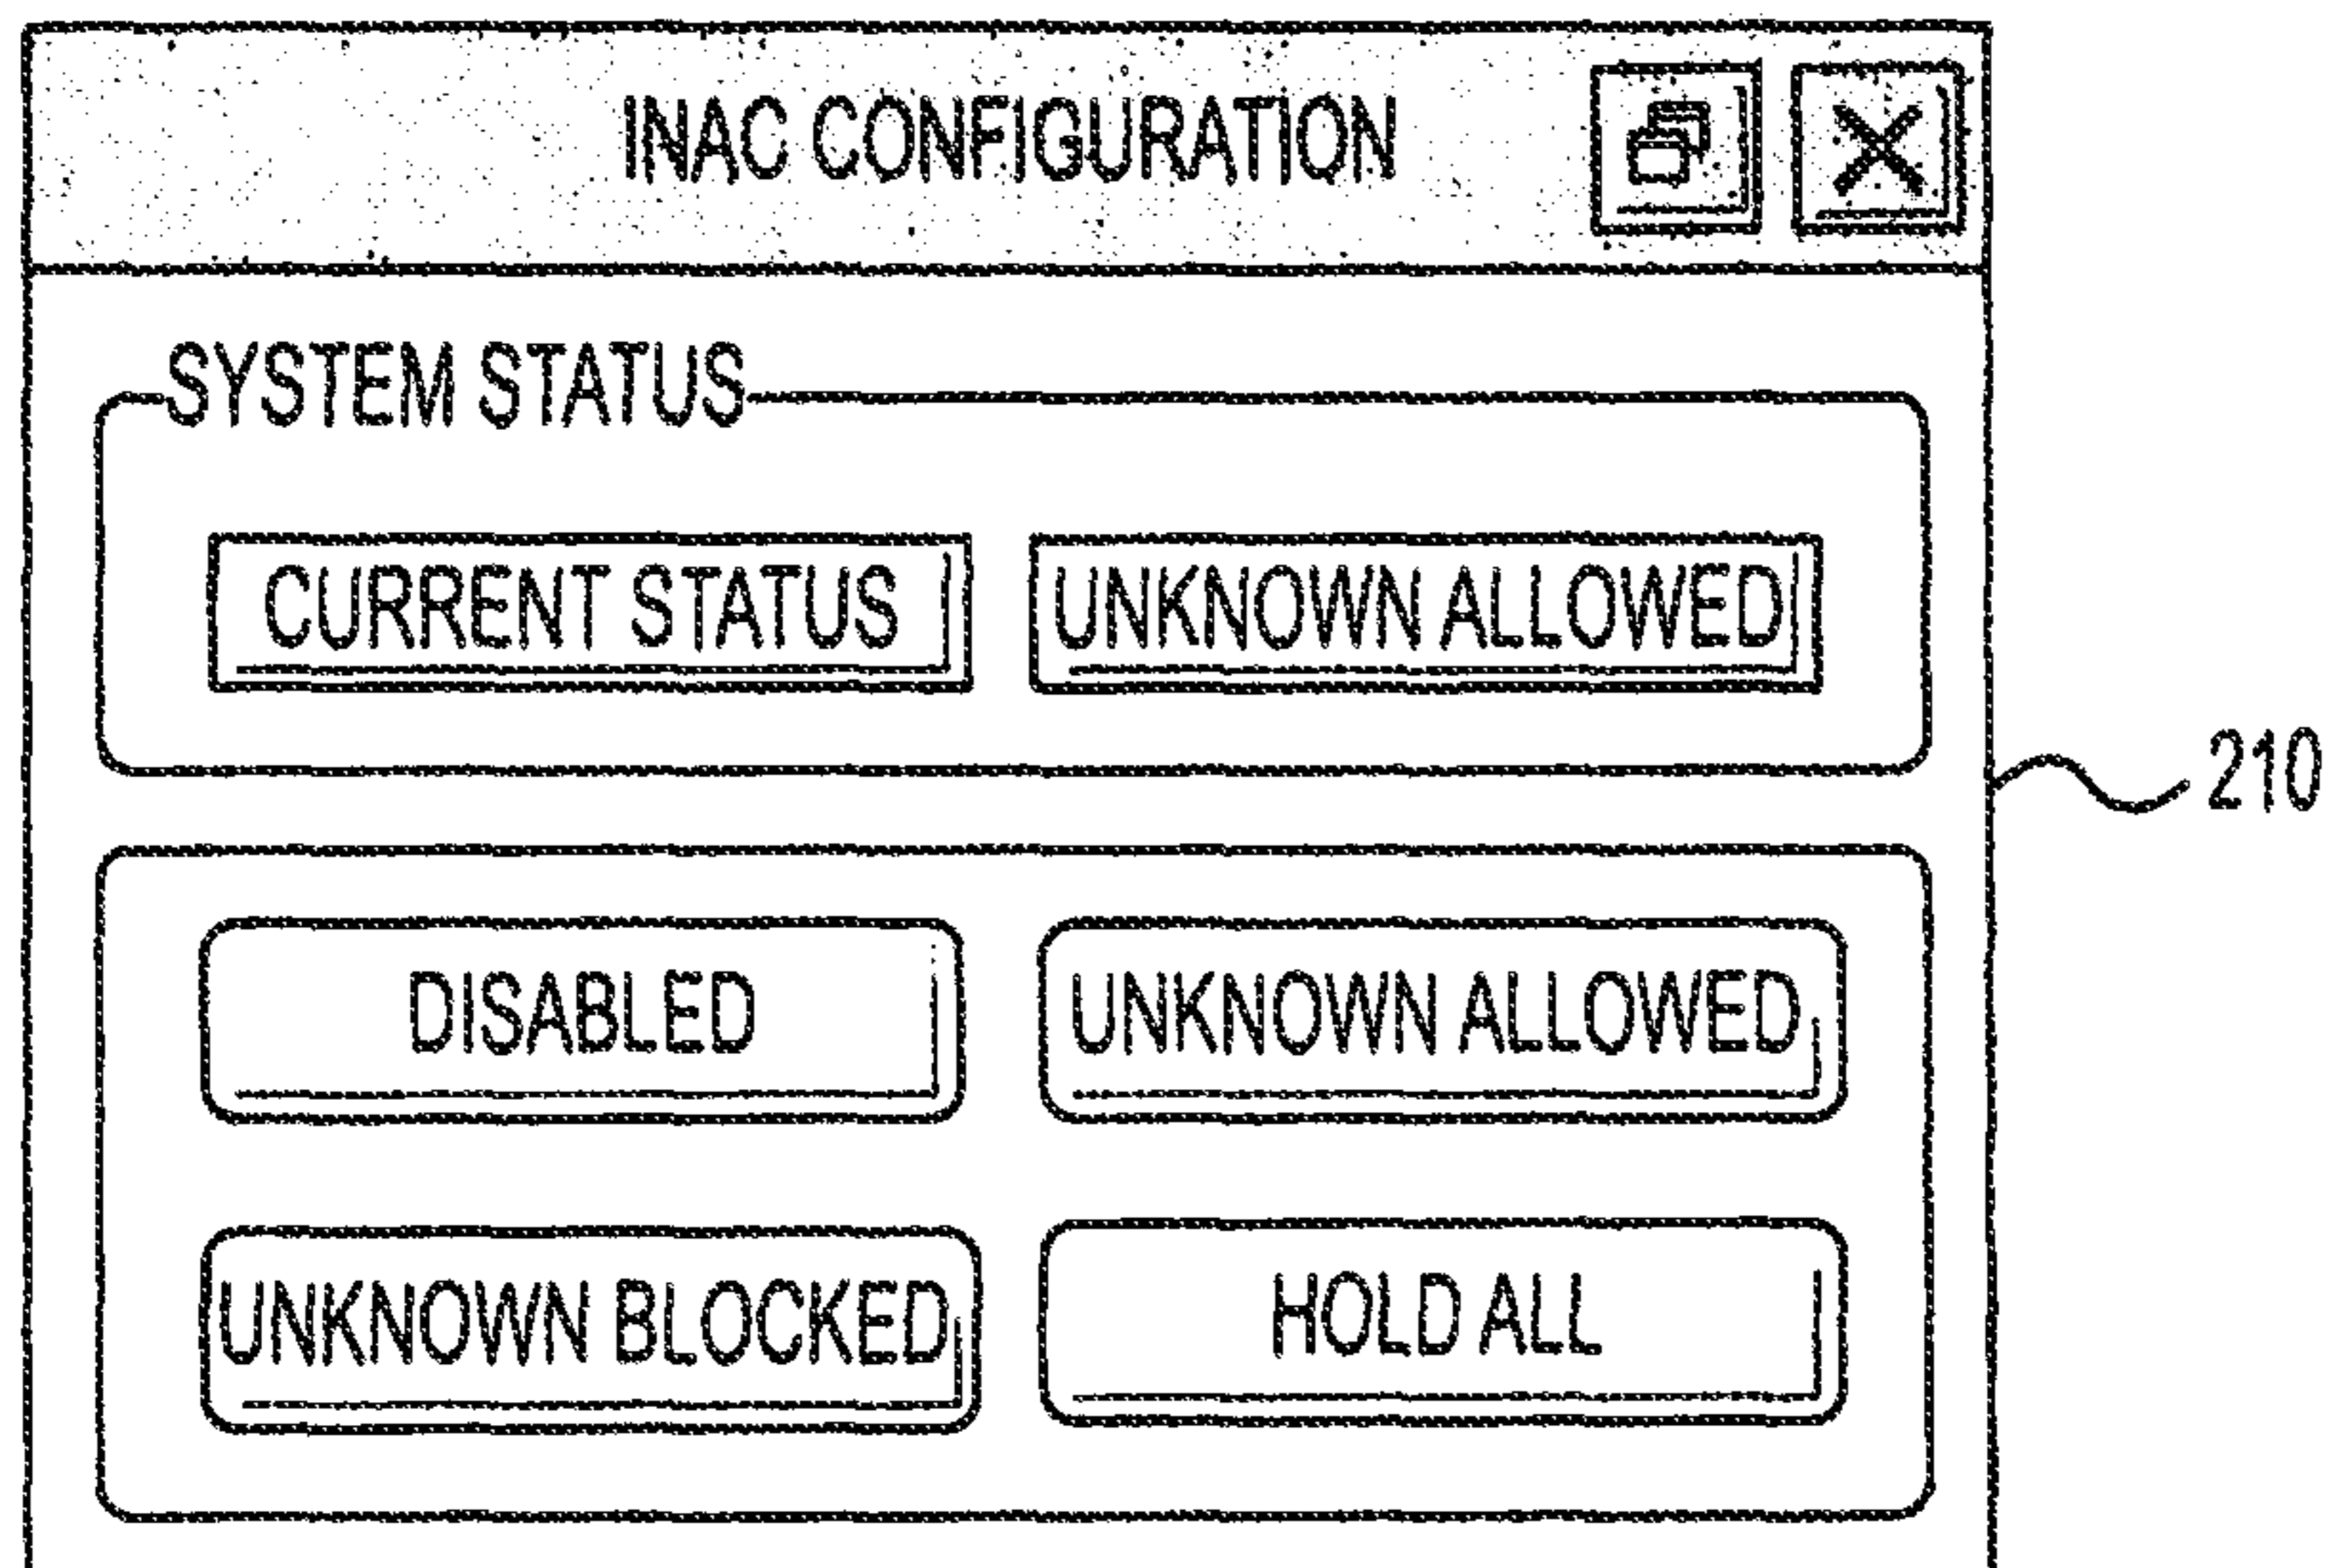 INAC CONFIGURATION
SYSTEM STATUS
CURRENT STATUS UNKNOWN ALLOWED
210
DISABLED UNKNOWN ALLOWED
UNKNOWN BLOCKED HOLD ALL